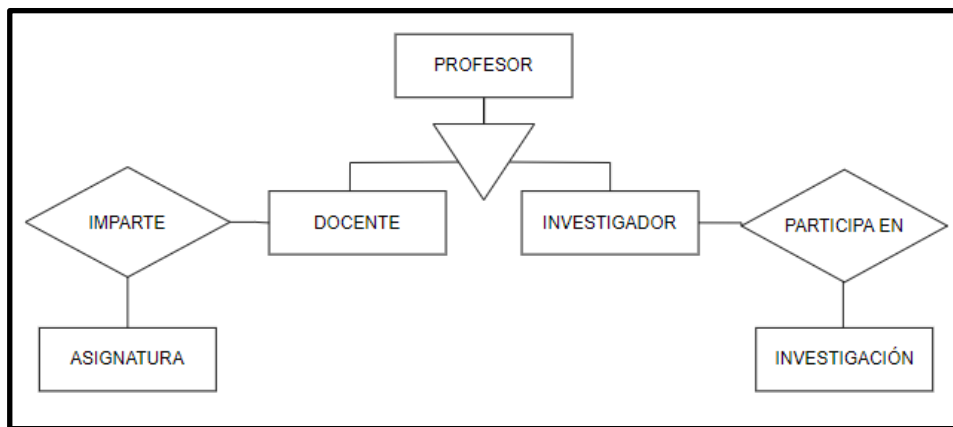 PROFESOR
IMPARTE
DOCENTE
INVESTIGADOR
PARTICIPA EN
ASIGNATURA
INVESTIGACIÓN